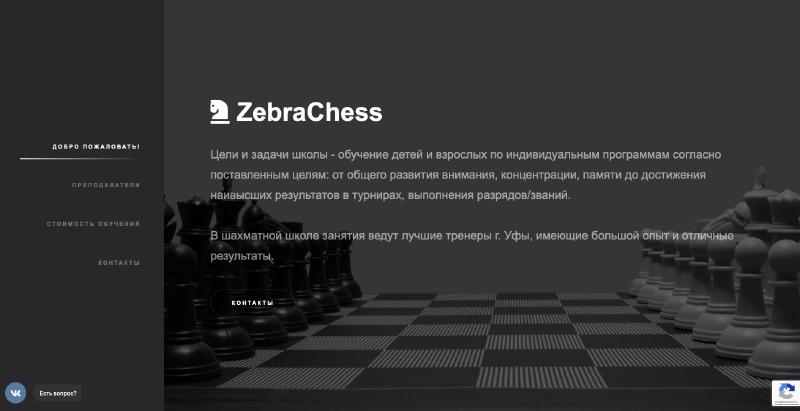 ZebraChess
ДОБРО ПОЖАЛОВАТЬ!
Цели и задачи школы - обучение детей и взрослых по индивидуальным программам согласно
поставленным целям: от общего развития внимания, концентрации, памяти до достижения
наивысших результатов в турнирах, выполнения разрядов/званий.
ПРЕПОДАВАТЕЛИ
СТОИМОСТЬ ОБУЧЕНИЯ
В шахматной школе занятия ведут лучшие тренеры г. Уфы, имеющие большой опыт и отличные
результаты.
КОНТАКТЫ
КОНТАКТЫ
Есть вопрос?